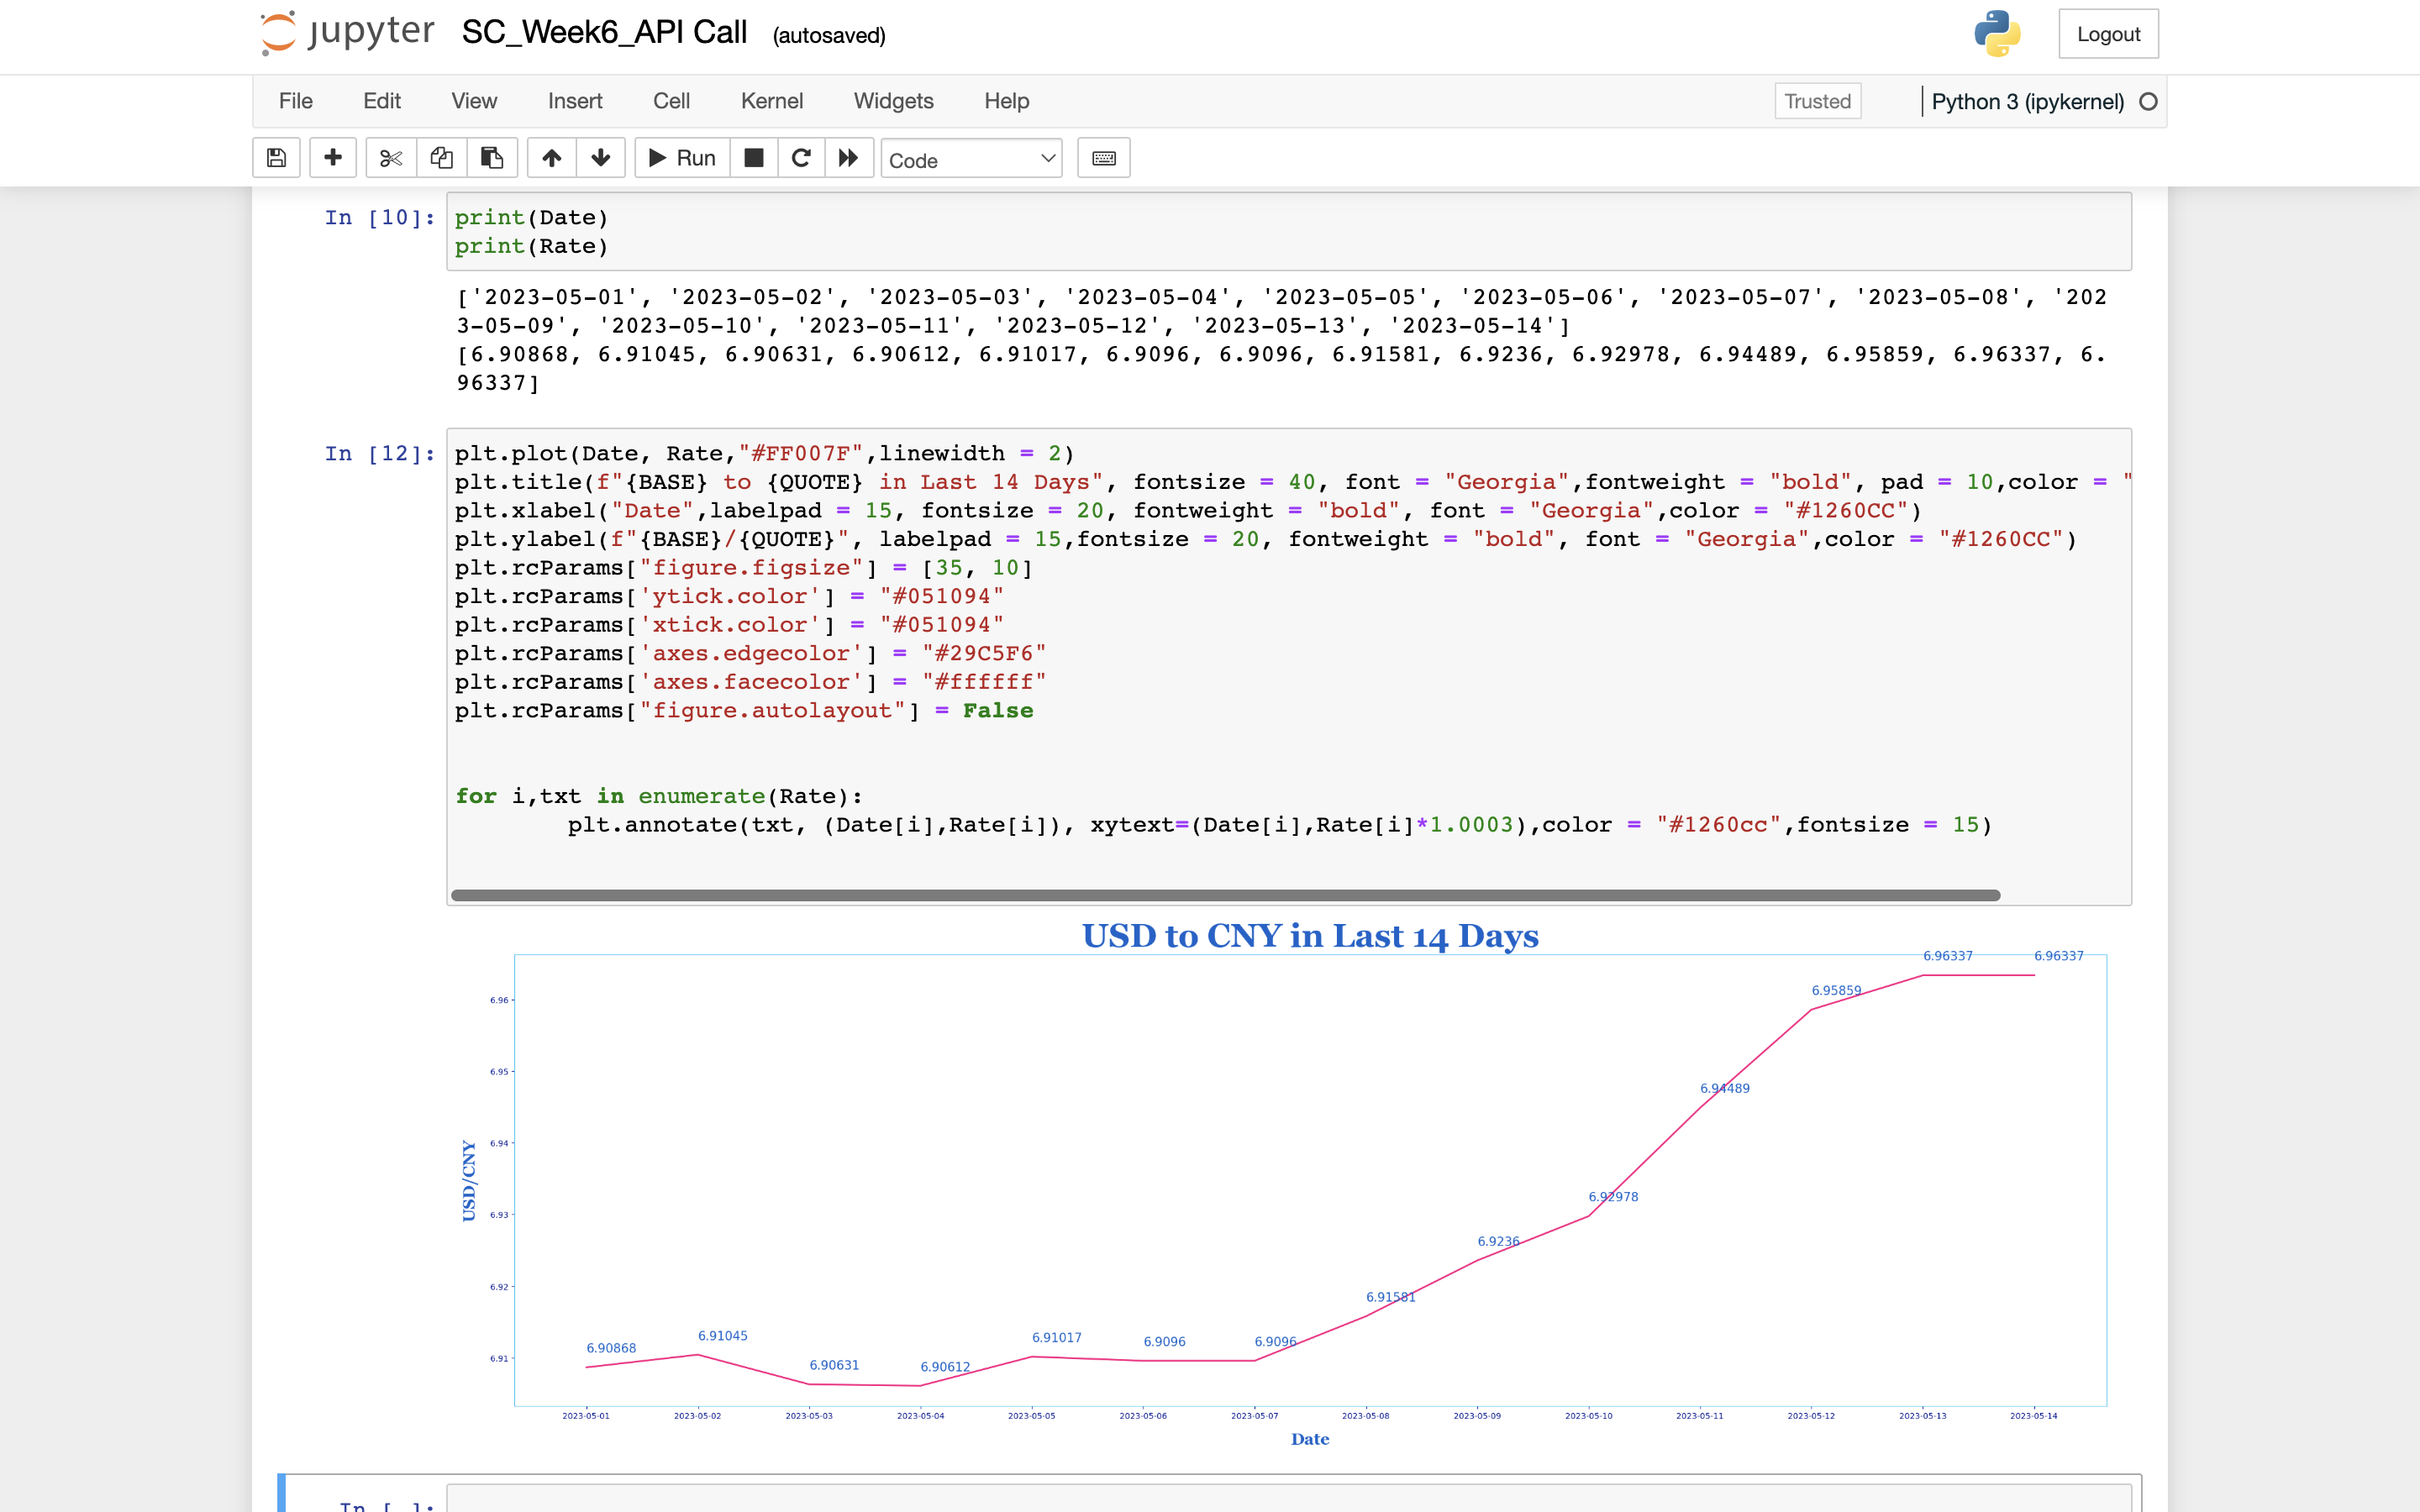 jupyter SC_Week6_API Call (autosaved) Logout
File Edit View Insert Cell Kernel Widgets Help Trusted Python 3 (ipykernel)
Run Code
In [10]: print(Date)
print(Rate)
['2023-05-01', '2023-05-02', '2023-05-03', '2023-05-04', '2023-05-05', '2023-05-06', '2023-05-07', '2023-05-08', '202
3-05-09', '2023-05-10', '2023-05-11', '2023-05-12', '2023-05-13', '2023-05-14']
[6.90868, 6.91045, 6.90631, 6.90612, 6.91017, 6.9096, 6.9096, 6.91581, 6.9236, 6.92978, 6.94489, 6.95859, 6.96337, 6.
96337]
In [12]: plt.plot(Date, Rate,"#FF007F",linewidth = 2)
plt.title(f"{BASE} to {QUOTE} in Last 14 Days", fontsize = 40, font = "Georgia",fontweight = "bold", pad = 10,color = "
plt.xlabel("Date",labelpad = 15, fontsize = 20, fontweight = "bold", font = "Georgia",color = "#1260CC")
plt.ylabel(f"{BASE}/{QUOTE}", labelpad = 15,fontsize = 20, fontweight = "bold", font = "Georgia",color = "#1260CC")
plt.rcParams["figure.figsize"] = [35, 10]
plt.rcParams['ytick.color'] = "#051094"
plt.rcParams['xtick.color'] = "#051094"
plt.rcParams['axes.edgecolor'] = "#29C5F6"
plt.rcParams['axes.facecolor'] = "#ffffff"
plt.rcParams["figure.autolayout"] = False
for i,txt in enumerate(Rate):
plt.annotate(txt, (Date[i],Rate[i]), xytext=(Date[i],Rate[i]*1.0003),color = "#1260cc",fontsize = 15)
USD to CNY in Last 14 Days
6.96337 6.96337
6.95859
6.96
6.95
6.94489
6.94
USD/CNY
6.92978
6.93
6.9236
6.91581
6.92
6.90868 6.91045 6.90631 6.90612 6.91017 6.9096 6.9096
6.91
2023-05-01 2023-05-02 2023-05-03 2023-05-04 2023-05-05 2023-05-06 2023-05-07 2023-05-08 2023-05-09 2023-05-10 2023-05-11 2023-05-12 2023-05-13 2023-05-14
Date
In [ ]: